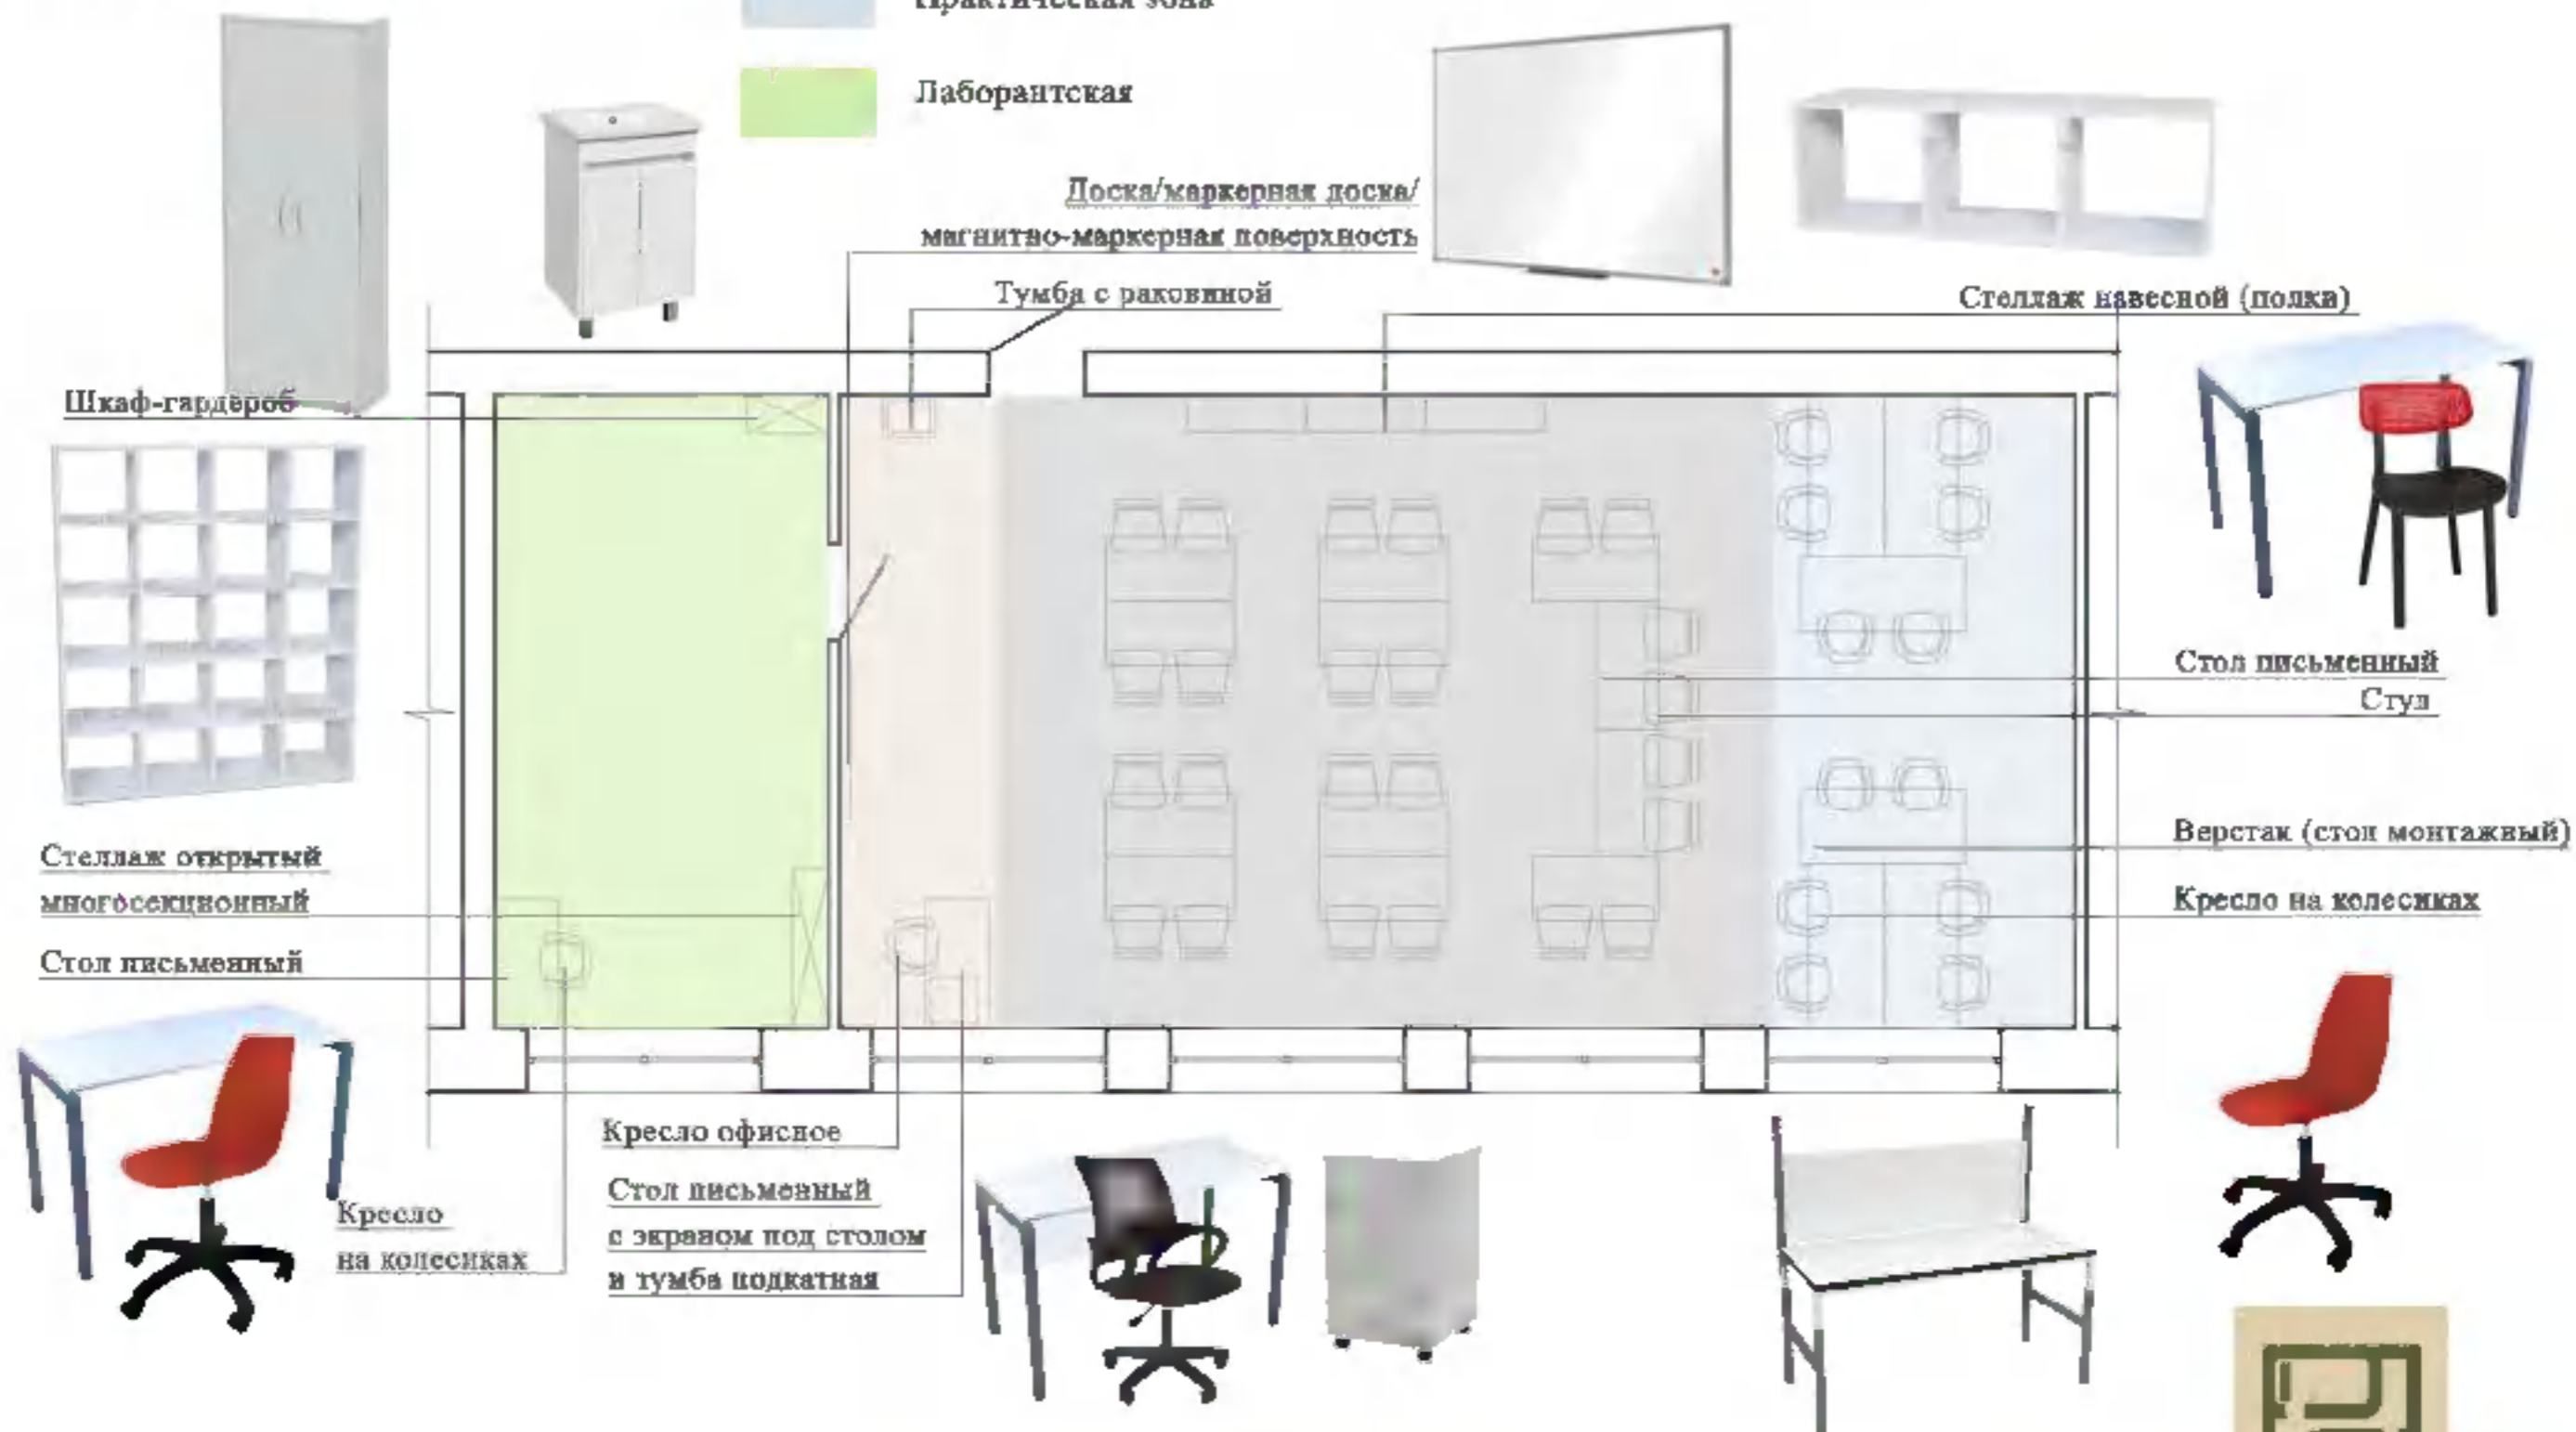 Практическая зона
Лаборантская
Доска/маркерная доска/
магнитно-маркерная поверхность
Тумба с раковиной
Стеллаж навесной (полка)
Шкаф-гардероб
Стол письменный
Стул
Стеллаж открытый
многосекционный
Верстак (стол монтажный)
Кресло на колесиках
Стол письменный
Кресло офисное
Стол письменный
с экраном под столом
и тумба подкатная
Кресло
на колесиках